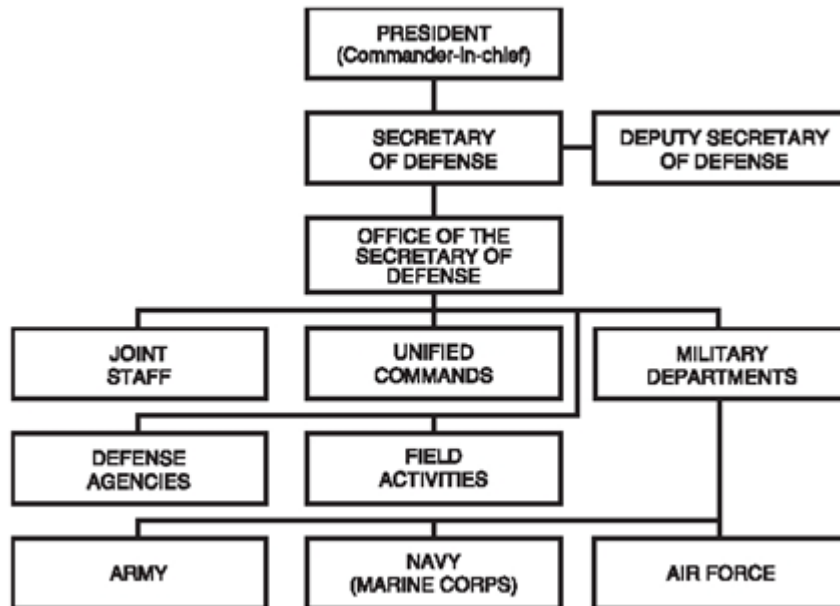 PRESIDENT
(Commander-in-chief)
SECRETARY
OF DEFENSE
DEPUTY SECRETARY
OF DEFENSE
OFFICE OF THE
SECRETARY OF
DEFENSE
JOINT
STAFF
UNIFIED
COMMANDS
MILITARY
DEPARTMENTS
DEFENSE
AGENCIES
FIELD
ACTIVITIES
ARMY
NAVY
(MARINE CORPS)
AIR FORCE